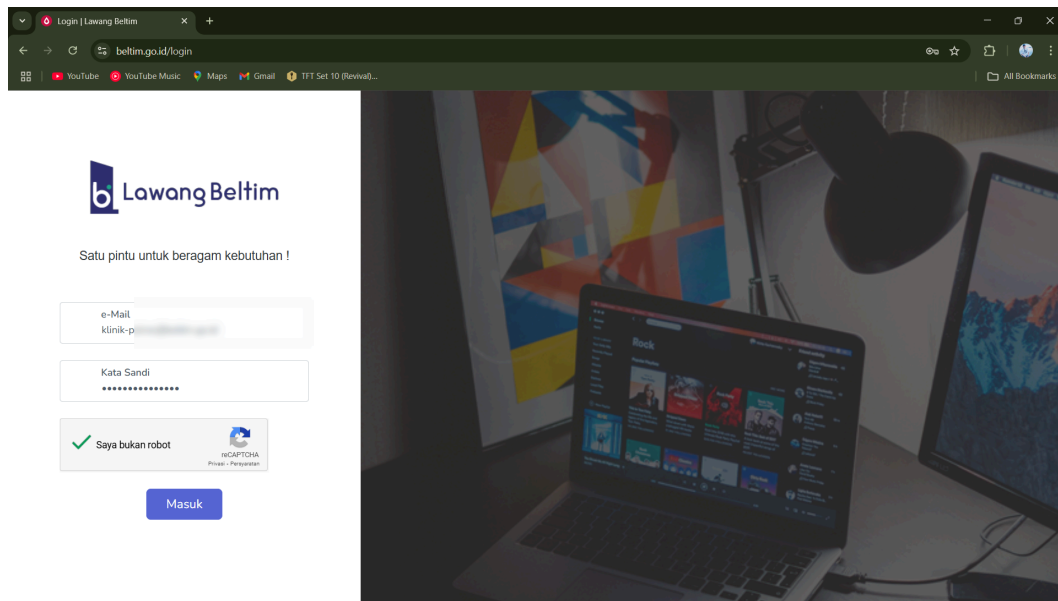 Login | Lawang Beltim
beltim.go.id/login
YouTube YouTube Music Maps Gmail TFT Set 10 (Revival)... All Bookmarks
b Lawang Beltim
Satu pintu untuk beragam kebutuhan !
e-Mail
klinik-p
Kata Sandi
Saya bukan robot
reCAPTCHA
Privasi - Persyaratan
Masuk
Rock